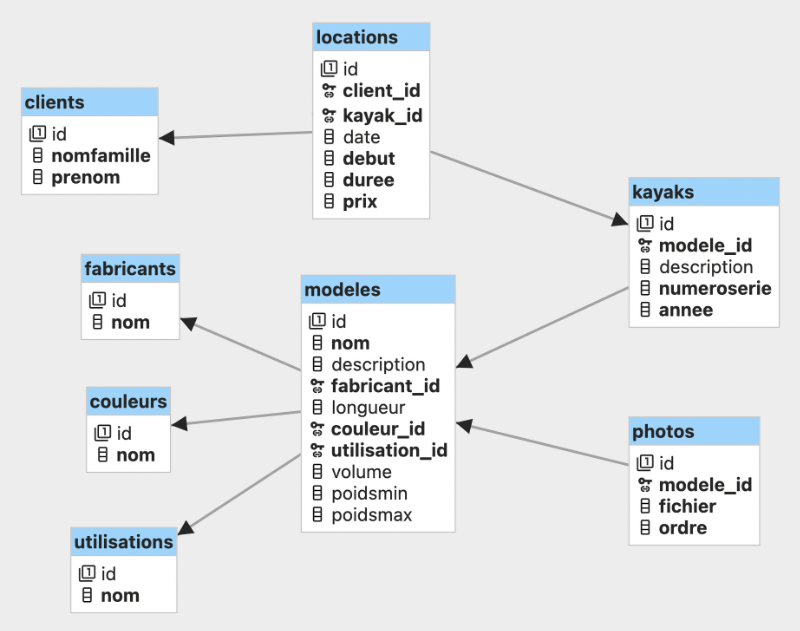 locations
id
client_id
kayak_id
date
debut
duree
prix
clients
id
nomfamille
prenom
kayaks
id
modele_id
description
numeroserie
annee
fabricants
id
nom
modeles
id
nom
description
fabricant_id
longueur
couleur_id
utilisation_id
volume
poidsmin
poidsmax
couleurs
id
nom
photos
id
modele_id
fichier
ordre
utilisations
id
nom